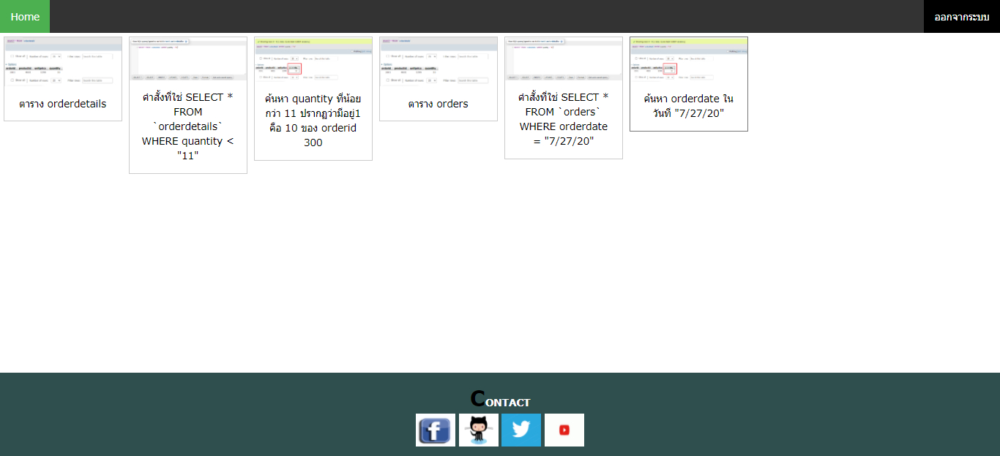 Home
ออกจากระบบ
ตาราง orderdetails
คำสั้งที่ใช่ SELECT *
FROM
`orderdetails`
WHERE quantity <
"11"
ค้นหา quantity ที่น้อย
กว่า 11 ปรากฏว่ามีอยู่1
คือ 10 ของ orderid
300
ตาราง orders
คำสั้งที่ใช่ SELECT *
FROM `orders`
WHERE orderdate
= "7/27/20"
ค้นหา orderdate ใน
วันที่ "7/27/20"
CONTACT